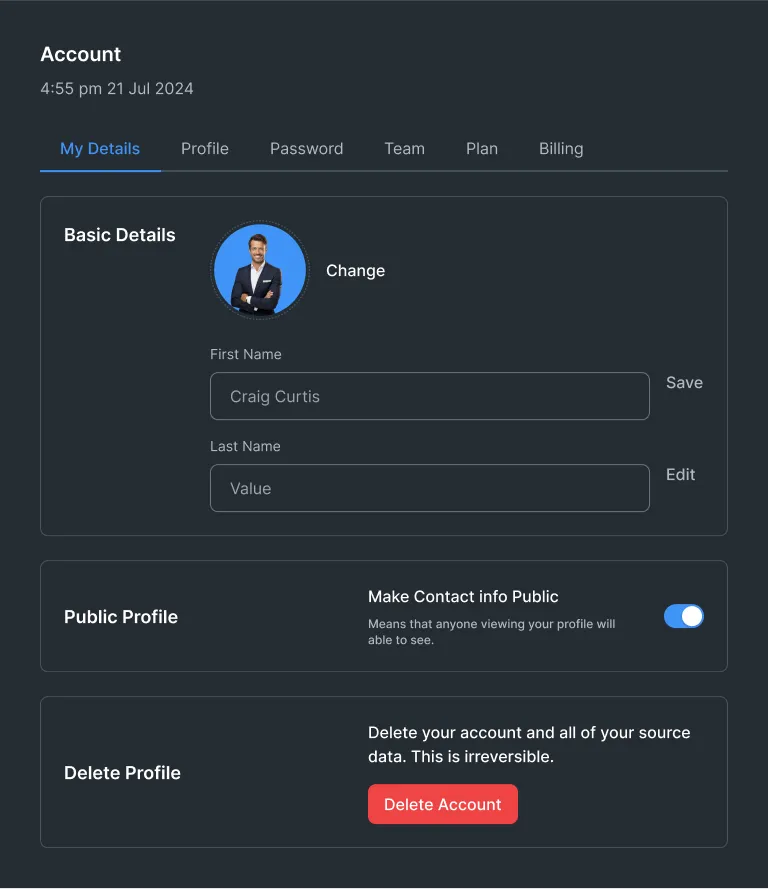 Account
4:55 pm 21 Jul 2024
My Details Profile Password Team Plan Billing
Basic Details
Change
First Name
Craig Curtis
Save
Last Name
Value
Edit
Public Profile
Make Contact info Public
Means that anyone viewing your profile will
able to see.
Delete Profile
Delete your account and all of your source
data. This is irreversible.
Delete Account